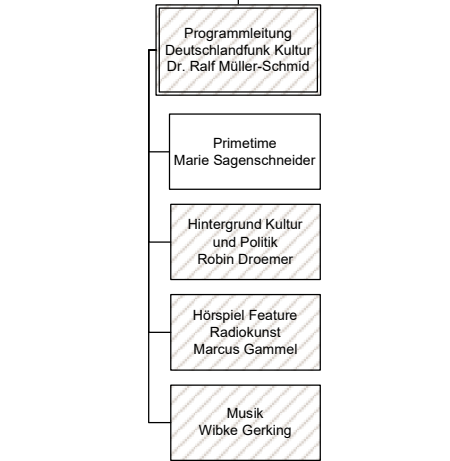 Programmleitung
Deutschlandfunk Kultur
Dr. Ralf Müller-Schmid
Primetime
Marie Sagenschneider
Hintergrund Kultur
und Politik
Robin Droemer
Hörspiel Feature
Radiokunst
Marcus Gammel
Musik
Wibke Gerking